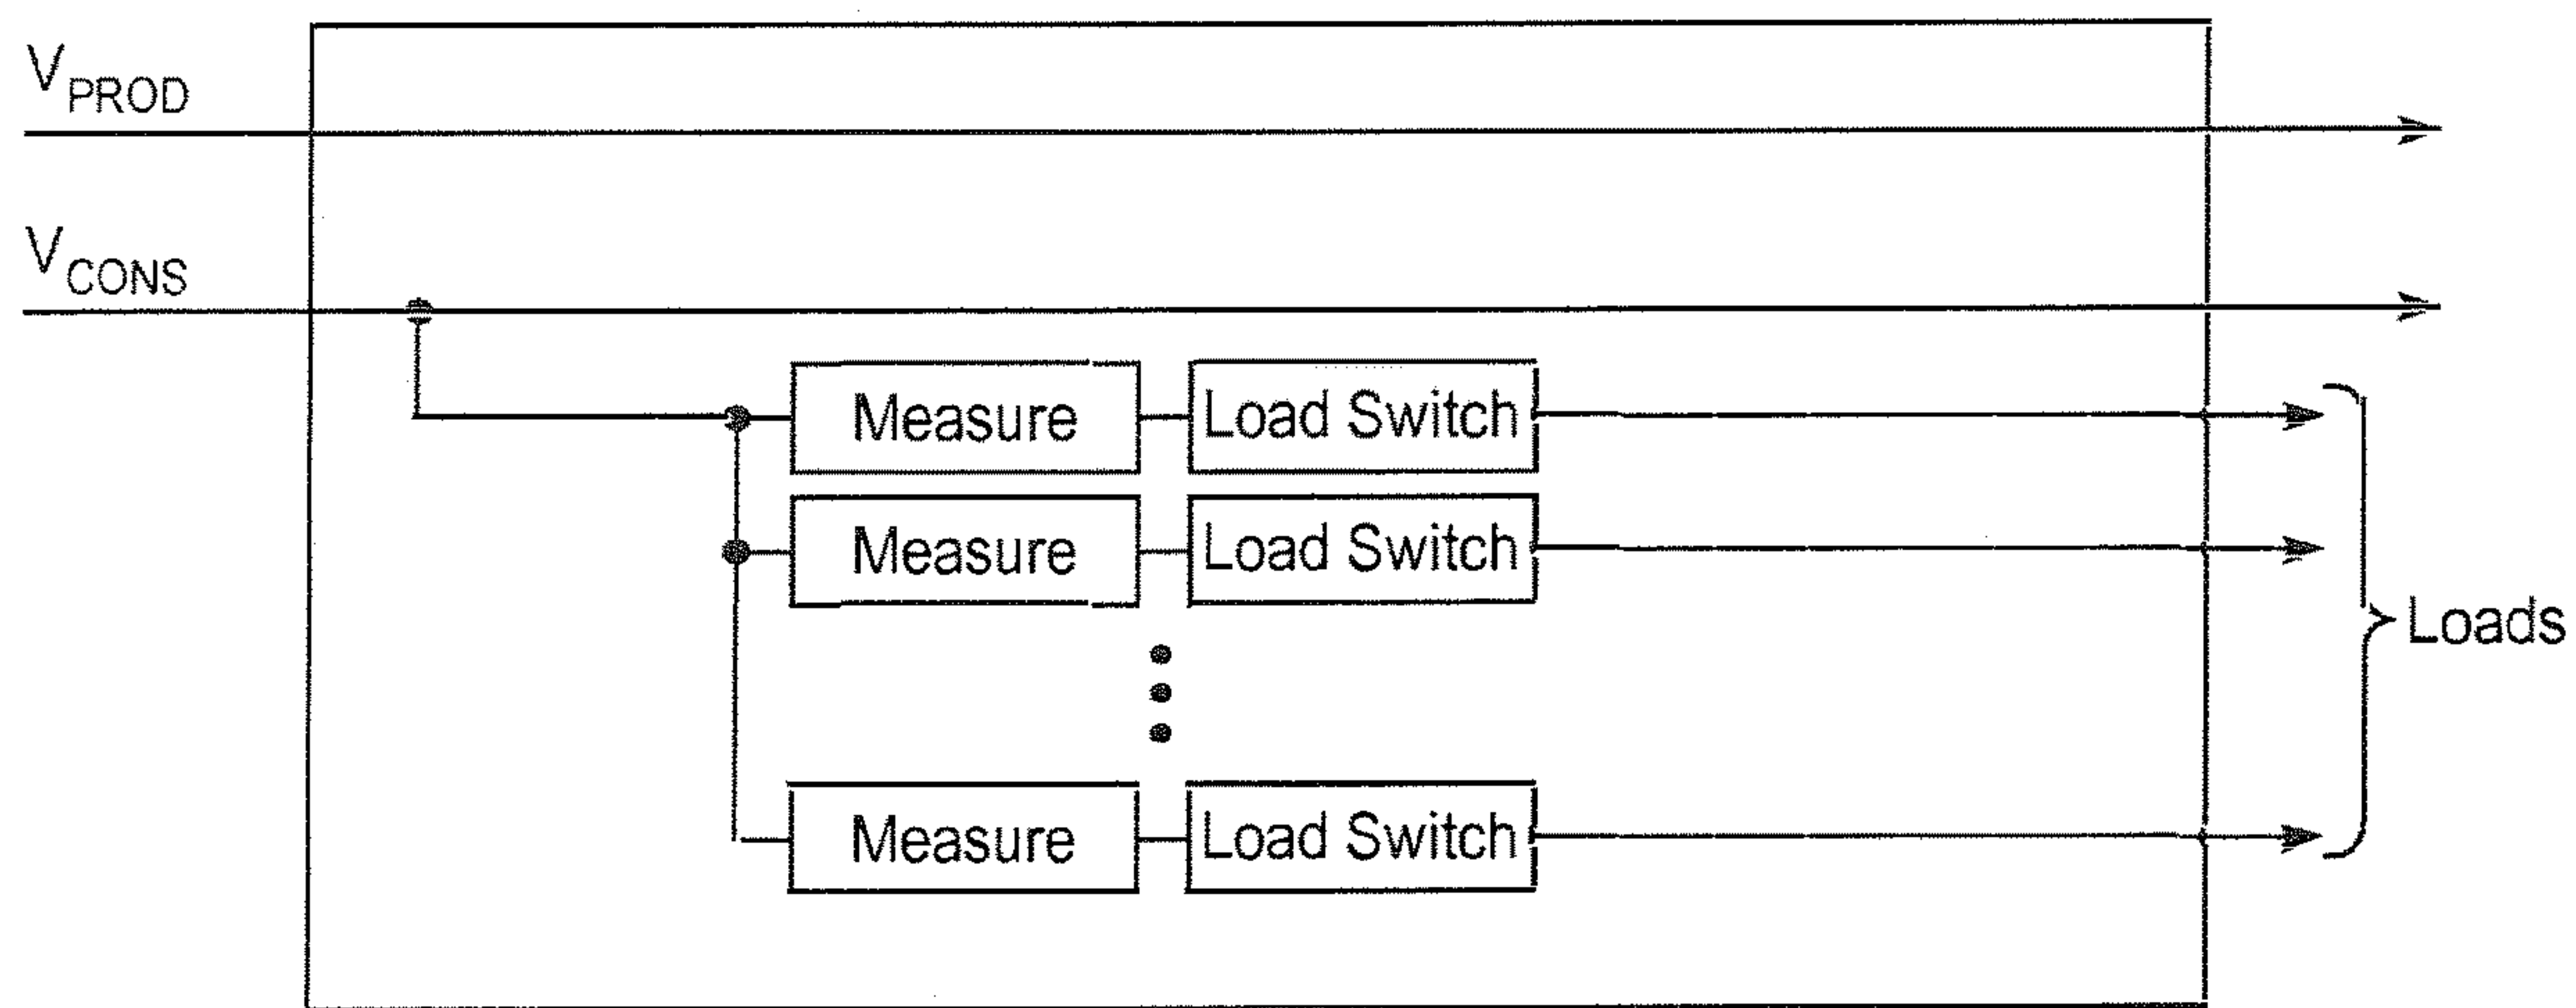 VPROD
VCONS
Measure Load Switch
Measure Load Switch
Loads
Measure Load Switch